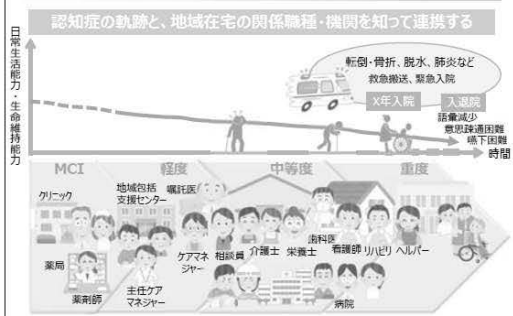 認知症の軌跡と、地域在宅の関係職種・機関を知って連携する
日常生活能力・生命維持能力
転倒・骨折、脱水、肺炎など
救急搬送、緊急入院
X年入院
入退院
語彙減少
意思疎通困難
嚥下困難
時間
MCI
軽度
中等度
重度
クリニック
地域包括
支援センター
嘱託医
薬局
薬剤師
主任ケア
マネジャー
ケアマネ
ジャー
相談員
介護士
栄養士
歯科医
看護師
リハビリ
ヘルパー
病院